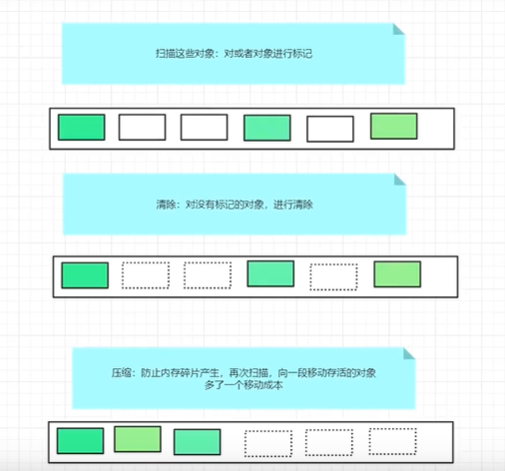 扫描这些对象：对或者对象进行标记
清除：对没有标记的对象，进行清除
压缩：防止内存碎片产生，再次扫描，向一段移动存活的对象
多了一个移动成本